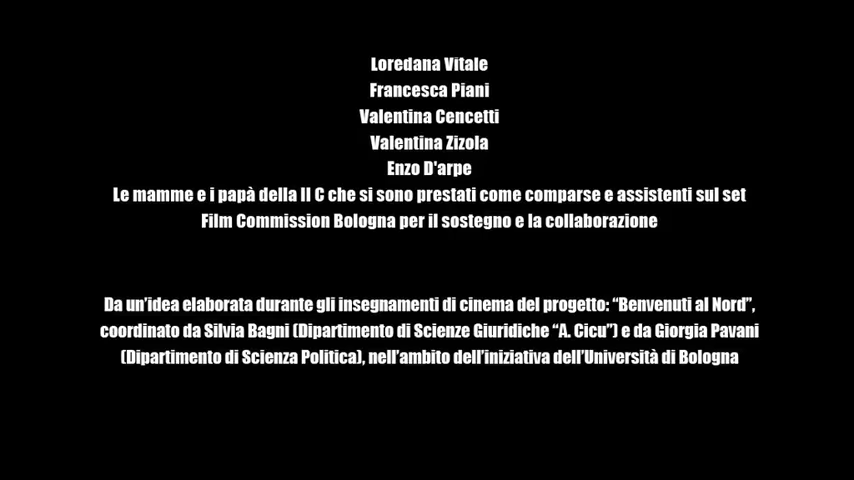 Loredana Vitale
Francesca Piani
Valentina Cencetti
Valentina Zizola
Enzo D'arpe
Le mamme e i papà della II C che si sono prestati come comparse e assistenti sul set
Film Commission Bologna per il sostegno e la collaborazione
Da un’idea elaborata durante gli insegnamenti di cinema del progetto: “Benvenuti al Nord”,
coordinato da Silvia Bagni (Dipartimento di Scienze Giuridiche “A. Cicu”) e da Giorgia Pavani
(Dipartimento di Scienza Politica), nell’ambito dell’iniziativa dell’Università di Bologna